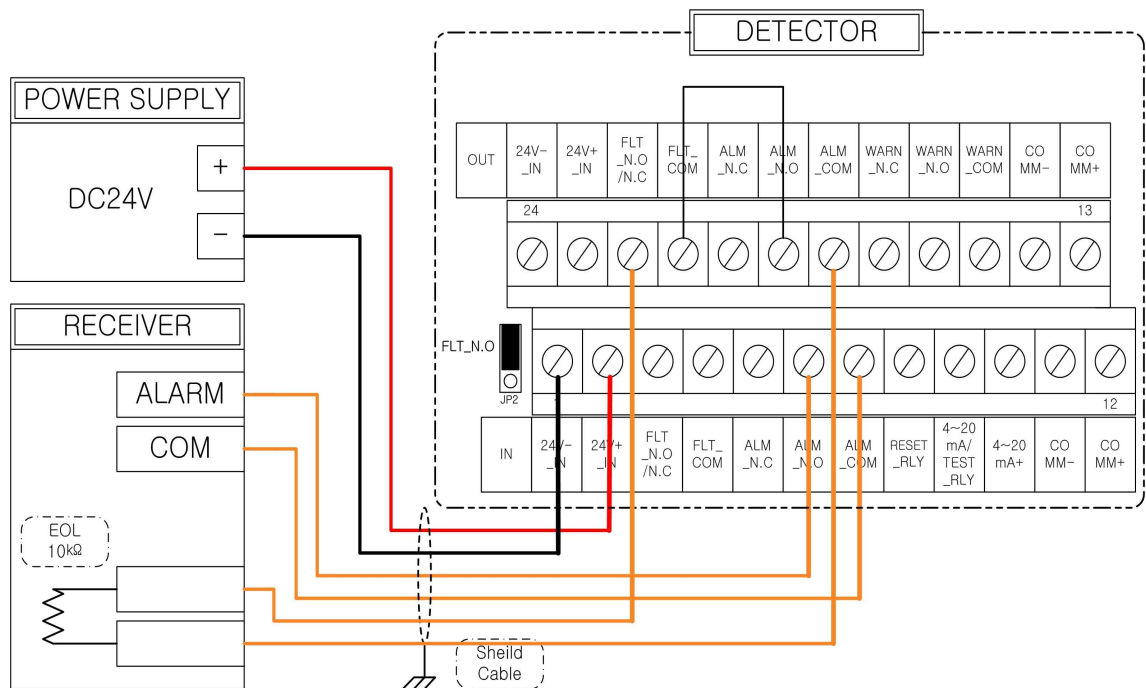 DETECTOR
POWER SUPPLY
DC24V
+
−
OUT
24V-
_IN
24V+
_IN
FLT
_N.O
/N.C
FLT_
COM
ALM
_N.C
ALM
_N.O
ALM
_COM
WARN
_N.C
WARN
_N.O
WARN
_COM
CO
MM-
CO
MM+
24
13
RECEIVER
ALARM
COM
EOL
10kΩ
FLT_N.O
JP2
12
IN
24V-
_IN
24V+
_IN
FLT
_N.O
/N.C
FLT_
COM
ALM
_N.C
ALM
_N.O
ALM
_COM
RESET
_RLY
4~20
mA/
TEST
_RLY
4~20
mA+
CO
MM-
CO
MM+
Sheild
Cable